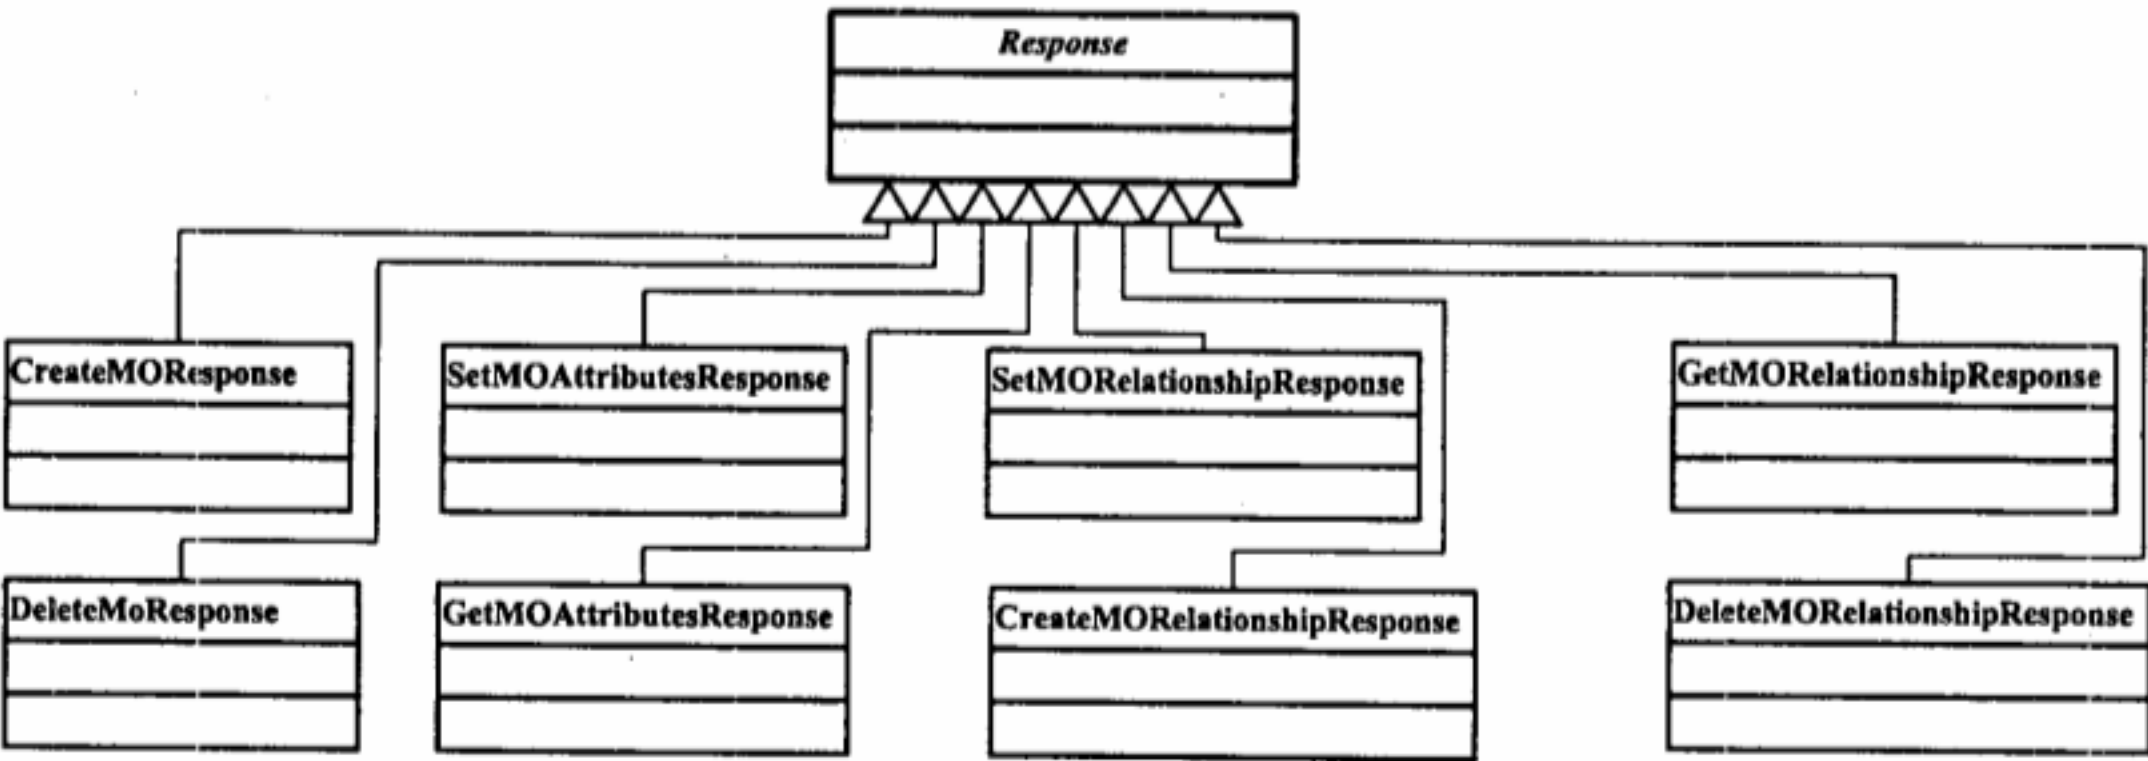 Response
CreateMOResponse
SetMOAttributesResponse
SetMORelationshipResponse
GetMORelationshipResponse
DeleteMoResponse
GetMOAttributesResponse
CreateMORelationshipResponse
DeleteMORelationshipResponse